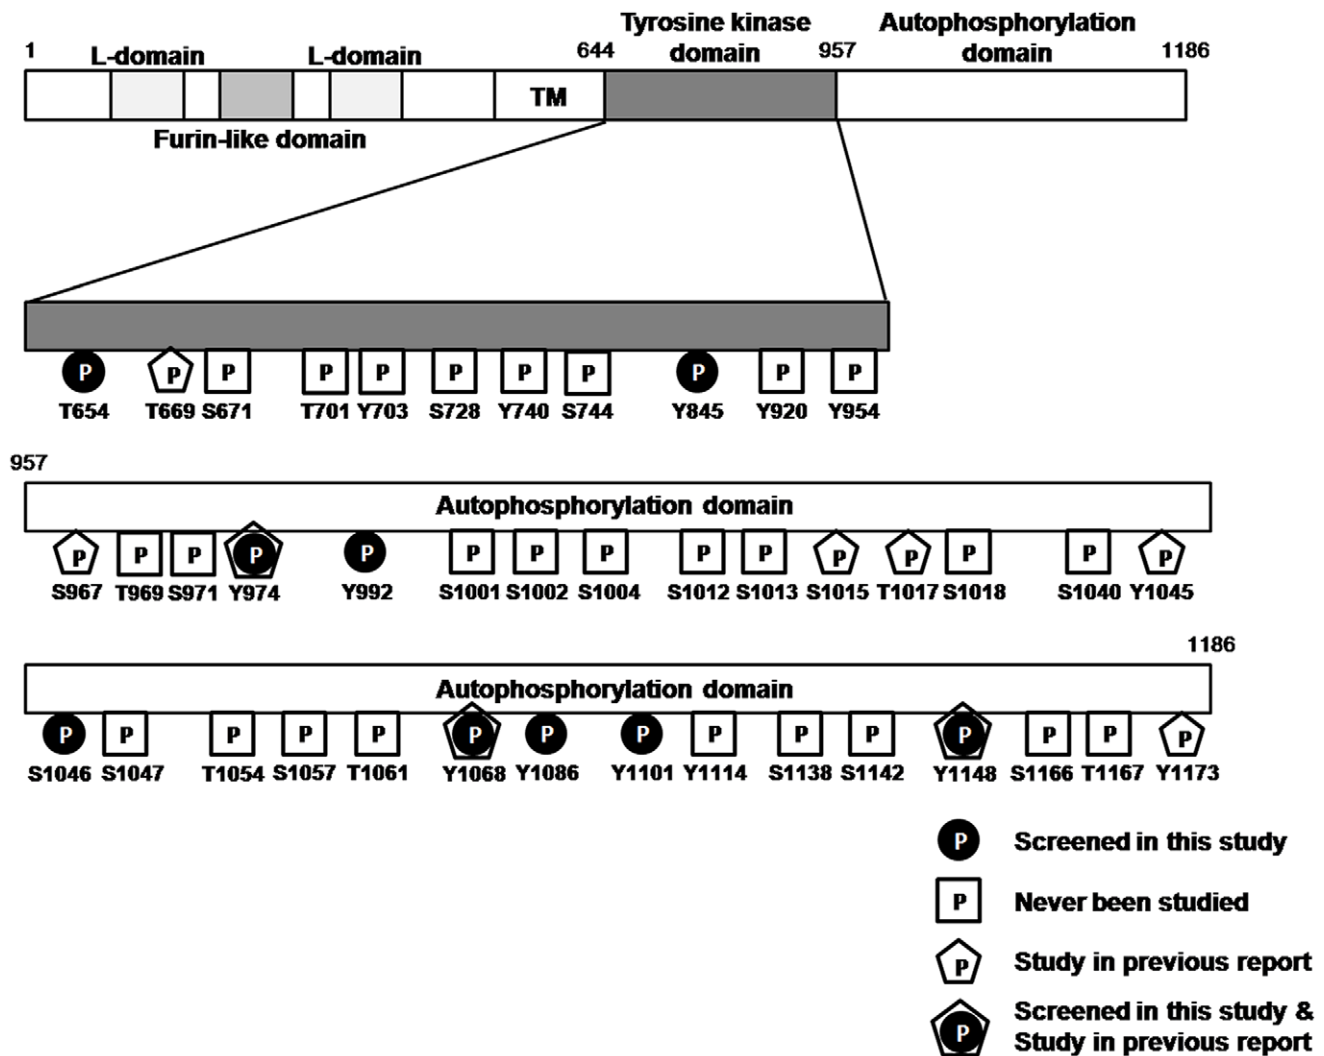 Tyrosine kinase Autophosphorylation
1 L-domain L-domain 644 domain 957 domain 1186
TM
Furin-like domain
P P P P P P P P P P P
T654 T669 S671 T701 Y703 S728 Y740 S744 Y845 Y920 Y954
957
Autophosphorylation domain
P P P P P P P P P P P P P P P
S967 T969 S971 Y974 Y992 S1001 S1002 S1004 S1012 S1013 S1015 T1017 S1018 S1040 Y1045
1186
Autophosphorylation domain
P P P P P P P P P P P P P P P
S1046 S1047 T1054 S1057 T1061 Y1068 Y1086 Y1101 Y1114 S1138 S1142 Y1148 S1166 T1167 Y1173
P Screened in this study
P Never been studied
P Study in previous report
P Screened in this study &
Study in previous report